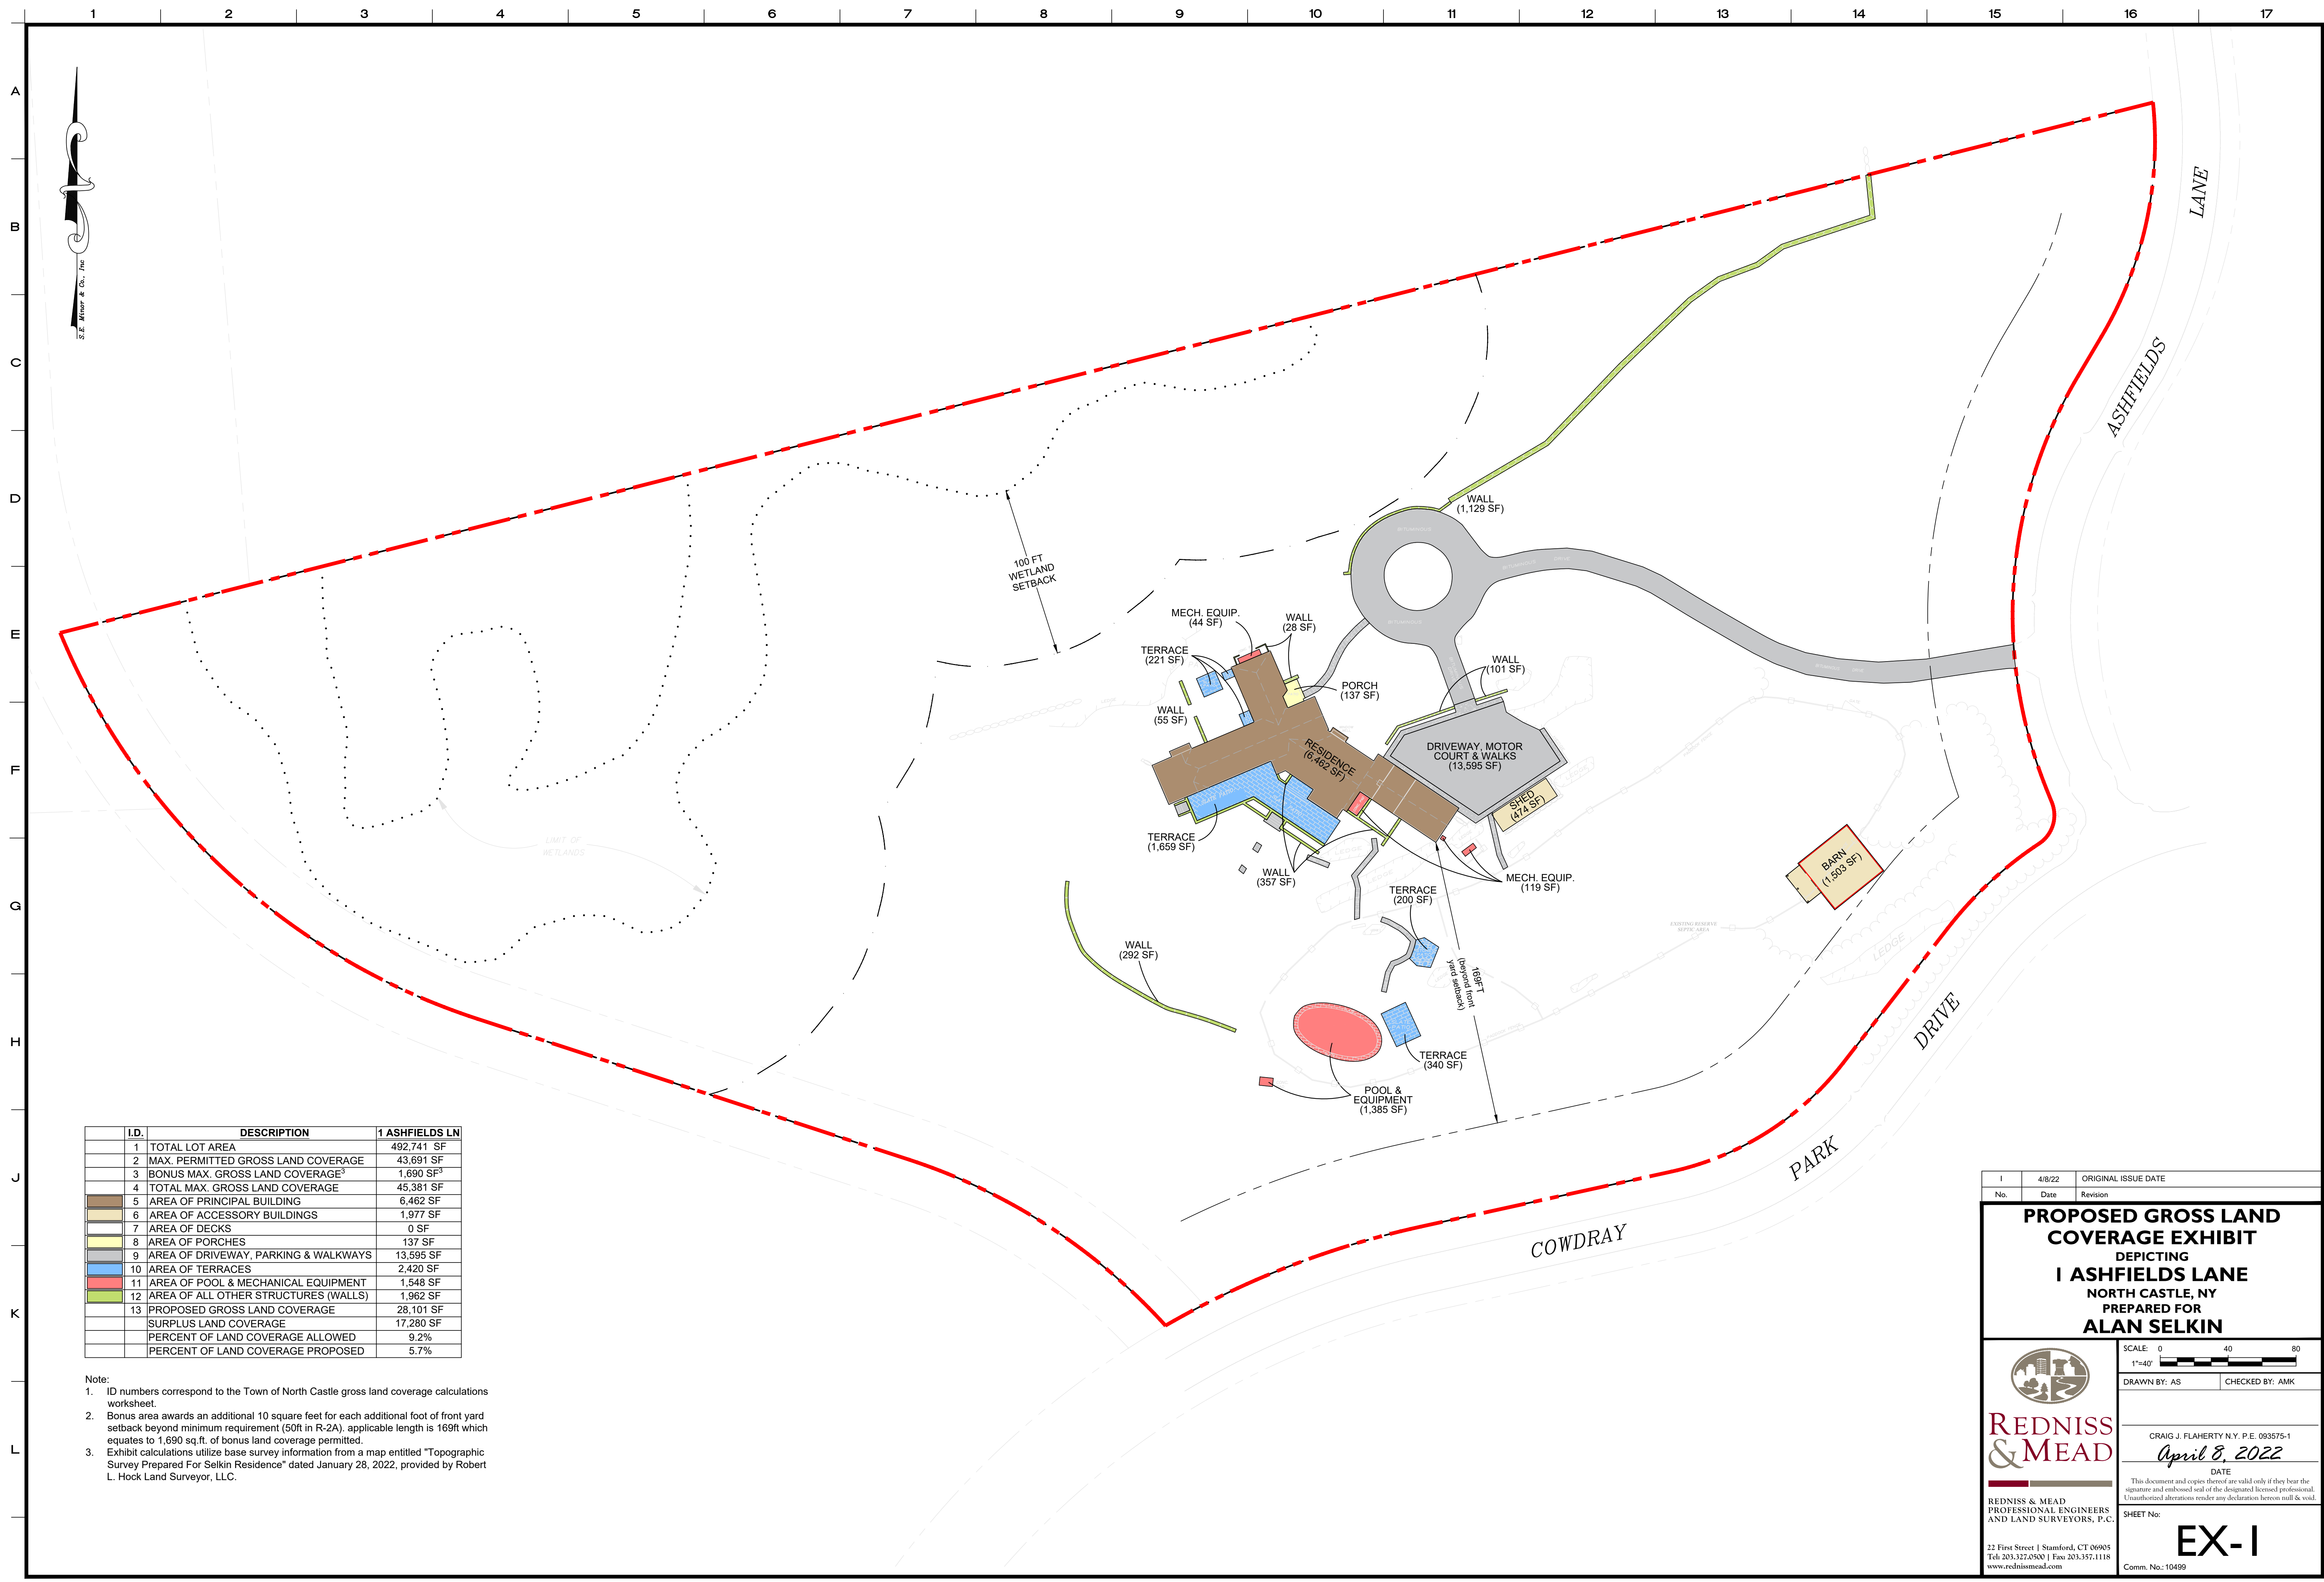 1 2 3 4 5 6 7 8 9 10 11 12 13 14 15 16 17
A
B
C
D
E
F
G
H
J
K
L
S.E. Minor & Co., Inc
LANE
ASHFIELDS
WALL
(1,129 SF)
100 FT
WETLAND
SETBACK
MECH. EQUIP.
(44 SF)
WALL
(28 SF)
TERRACE
(221 SF)
WALL
(101 SF)
PORCH
(137 SF)
WALL
(55 SF)
RESIDENCE
(6,462 SF)
DRIVEWAY, MOTOR
COURT & WALKS
(13,595 SF)
SHED
(474 SF)
TERRACE
(1,659 SF)
LIMIT OF
WETLANDS
BARN
(1,503 SF)
WALL
(357 SF)
MECH. EQUIP.
(119 SF)
TERRACE
(200 SF)
EXISTING RESERVE
SEPTIC AREA
LEDGE
WALL
(292 SF)
169FT
(beyond front
yard setback)
TERRACE
(340 SF)
POOL &
EQUIPMENT
(1,385 SF)
DRIVE
PARK
COWDRAY
I.D. DESCRIPTION 1 ASHFIELDS LN
1 TOTAL LOT AREA 492,741 SF
2 MAX. PERMITTED GROSS LAND COVERAGE 43,691 SF
3 BONUS MAX. GROSS LAND COVERAGE3 1,690 SF3
4 TOTAL MAX. GROSS LAND COVERAGE 45,381 SF
5 AREA OF PRINCIPAL BUILDING 6,462 SF
6 AREA OF ACCESSORY BUILDINGS 1,977 SF
7 AREA OF DECKS 0 SF
8 AREA OF PORCHES 137 SF
9 AREA OF DRIVEWAY, PARKING & WALKWAYS 13,595 SF
10 AREA OF TERRACES 2,420 SF
11 AREA OF POOL & MECHANICAL EQUIPMENT 1,548 SF
12 AREA OF ALL OTHER STRUCTURES (WALLS) 1,962 SF
13 PROPOSED GROSS LAND COVERAGE 28,101 SF
SURPLUS LAND COVERAGE 17,280 SF
PERCENT OF LAND COVERAGE ALLOWED 9.2%
PERCENT OF LAND COVERAGE PROPOSED 5.7%
Note:
1. ID numbers correspond to the Town of North Castle gross land coverage calculations
worksheet.
2. Bonus area awards an additional 10 square feet for each additional foot of front yard
setback beyond minimum requirement (50ft in R-2A). applicable length is 169ft which
equates to 1,690 sq.ft. of bonus land coverage permitted.
3. Exhibit calculations utilize base survey information from a map entitled "Topographic
Survey Prepared For Selkin Residence" dated January 28, 2022, provided by Robert
L. Hock Land Surveyor, LLC.
1 4/8/22 ORIGINAL ISSUE DATE
No. Date Revision
PROPOSED GROSS LAND
COVERAGE EXHIBIT
DEPICTING
1 ASHFIELDS LANE
NORTH CASTLE, NY
PREPARED FOR
ALAN SELKIN
REDNISS
&MEAD
REDNISS & MEAD
PROFESSIONAL ENGINEERS
AND LAND SURVEYORS, P.C.
22 First Street | Stamford, CT 06905
Tel: 203.327.0500 | Fax: 203.357.1118
www.rednissmead.com
SCALE: 0 40 80
1"=40'
DRAWN BY: AS CHECKED BY: AMK
CRAIG J. FLAHERTY N.Y. P.E. 093575-1
April 8, 2022
DATE
This document and copies thereof are valid only if they bear the
signature and embossed seal of the designated licensed professional.
Unauthorized alterations render any declaration hereon null & void.
SHEET No:
EX-1
Comm. No.: 10499